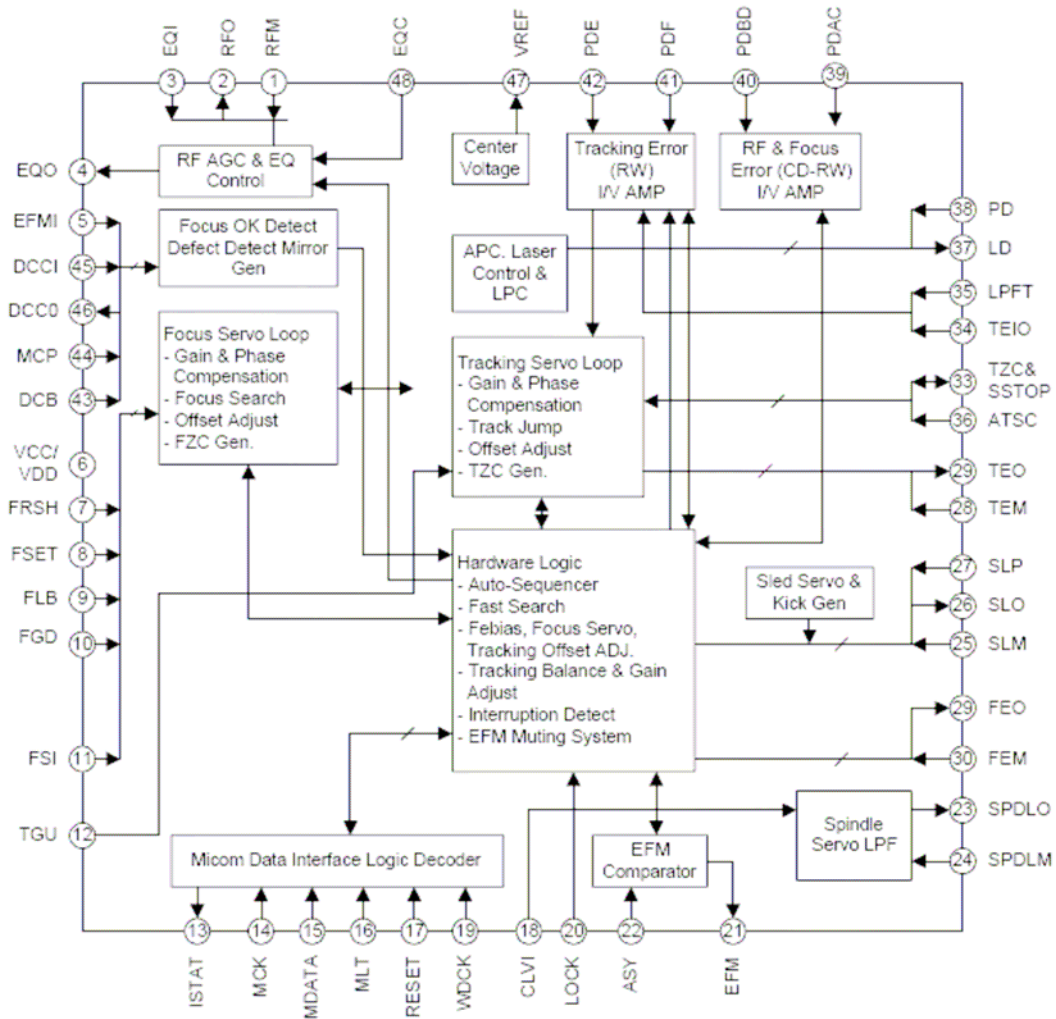 EQI
RFO
RFM
EQC
VREF
PDE
PDF
PDBD
PDAC
3
2
1
48
47
42
41
40
39
EQO
4
RF AGC & EQ
Control
Center
Voltage
Tracking Error
(RW)
I/V AMP
RF & Focus
Error (CD-RW)
I/V AMP
EFMI
5
DCCI
45
DCC0
46
MCP
44
DCB
43
VCC/
VDD
6
FRSH
7
FSET
8
FLB
9
FGD
10
FSI
11
TGU
12
Focus OK Detect
Defect Detect Mirror
Gen
APC. Laser
Control &
LPC
38
PD
37
LD
35
LPFT
34
TEIO
33
TZC&
SSTOP
36
ATSC
29
TEO
28
TEM
27
SLP
26
SLO
25
SLM
29
FEO
30
FEM
23
SPDLO
24
SPDLM
Focus Servo Loop
- Gain & Phase
Compensation
- Focus Search
- Offset Adjust
- FZC Gen.
Tracking Servo Loop
- Gain & Phase
Compensation
- Track Jump
- Offset Adjust
- TZC Gen.
Hardware Logic
- Auto-Sequencer
- Fast Search
- Febias, Focus Servo,
Tracking Offset ADJ.
- Tracking Balance & Gain
Adjust
- Interruption Detect
- EFM Muting System
Sled Servo &
Kick Gen
Micom Data Interface Logic Decoder
EFM
Comparator
Spindle
Servo LPF
13
14
15
16
17
19
18
20
22
21
ISTAT
MCK
MDATA
MLT
RESET
WDCK
CLVI
LOCK
ASY
EFM